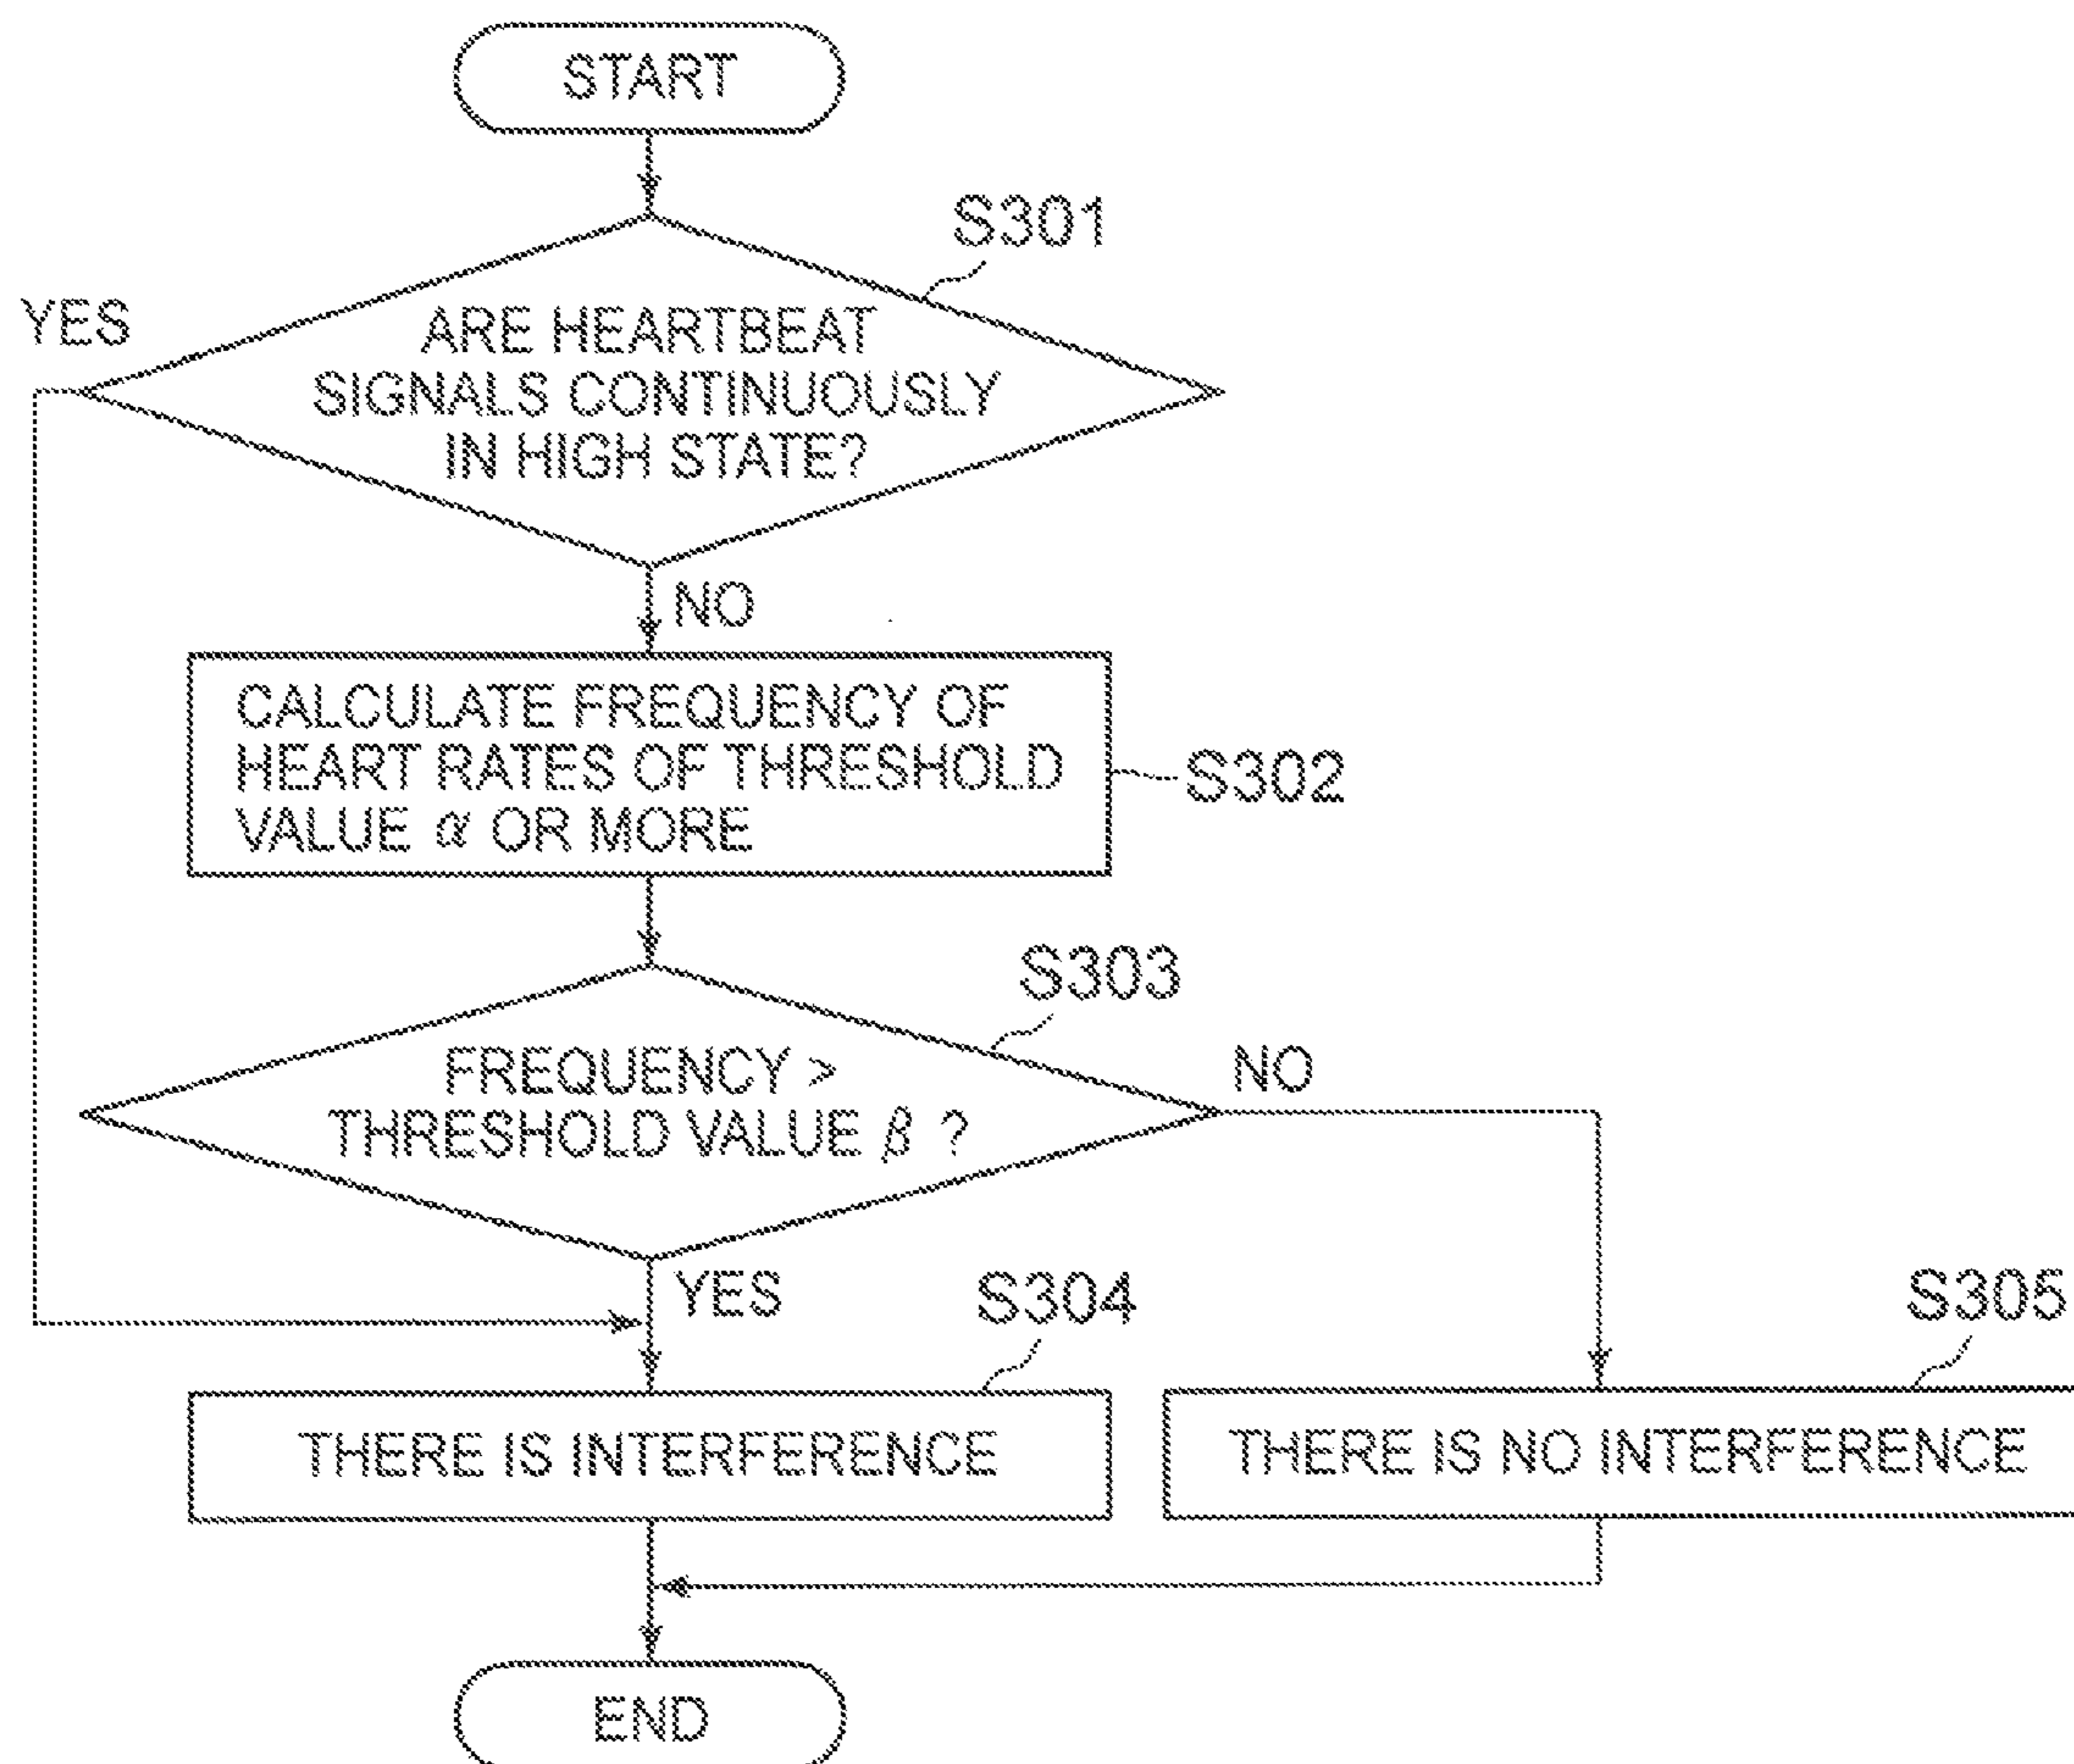 START
S301
YES
ARE HEARTBEAT
SIGNALS CONTINUOUSLY
IN HIGH STATE?
NO
CALCULATE FREQUENCY OF
HEART RATES OF THRESHOLD
VALUE α OR MORE
S302
S303
FREQUENCY >
THRESHOLD VALUE β ?
NO
YES
S304
S305
THERE IS INTERFERENCE
THERE IS NO INTERFERENCE
END